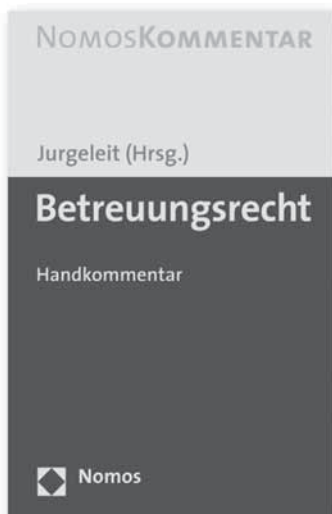 NomosKommentar
Jurgeleit (Hrsg.)
Betreuungsrecht
Handkommentar
Nomos